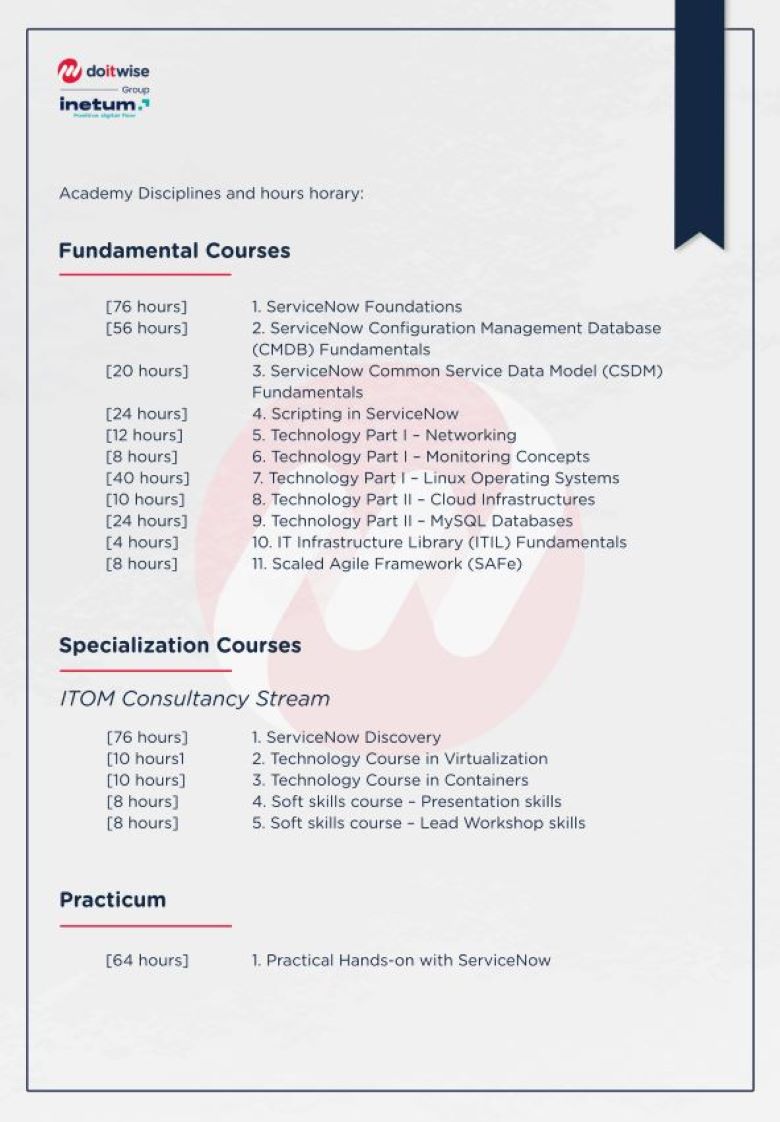 doitwise
Group
inetum.
Positive digital flow
Academy Disciplines and hours horary:
Fundamental Courses
[76 hours] 1. ServiceNow Foundations
[56 hours] 2. ServiceNow Configuration Management Database
(CMDB) Fundamentals
[20 hours] 3. ServiceNow Common Service Data Model (CSDM)
Fundamentals
[24 hours] 4. Scripting in ServiceNow
[12 hours] 5. Technology Part I – Networking
[8 hours] 6. Technology Part I – Monitoring Concepts
[40 hours] 7. Technology Part I – Linux Operating Systems
[10 hours] 8. Technology Part II – Cloud Infrastructures
[24 hours] 9. Technology Part II – MySQL Databases
[4 hours] 10. IT Infrastructure Library (ITIL) Fundamentals
[8 hours] 11. Scaled Agile Framework (SAFe)
Specialization Courses
ITOM Consultancy Stream
[76 hours] 1. ServiceNow Discovery
[10 hours1 2. Technology Course in Virtualization
[10 hours] 3. Technology Course in Containers
[8 hours] 4. Soft skills course – Presentation skills
[8 hours] 5. Soft skills course – Lead Workshop skills
Practicum
[64 hours] 1. Practical Hands-on with ServiceNow